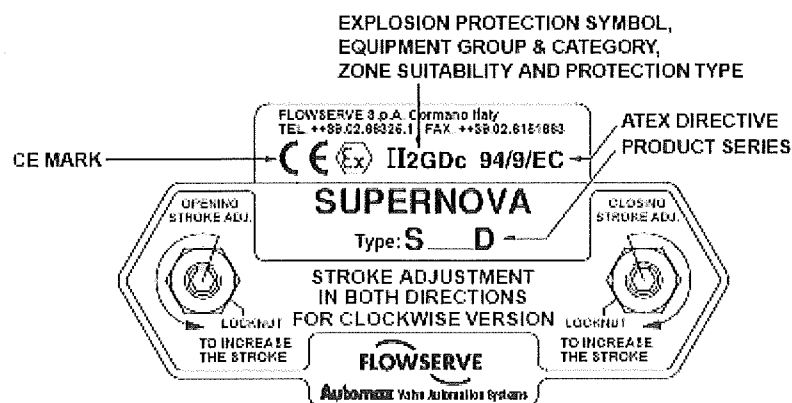 EXPLOSION PROTECTION SYMBOL,
EQUIPMENT GROUP & CATEGORY,
ZONE SUITABILITY AND PROTECTION TYPE
FLOWSERVE S.p.A. Cormano Italy
TEL. ++39.02. FAX. ++39.02.
ATEX DIRECTIVE
PRODUCT SERIES
CE MARK
CE Ex II2GDc 94/9/EC
SUPERNOVA
Type: S___D
OPENING
STROKE ADJ.
CLOSING
STROKE ADJ.
STROKE ADJUSTMENT
IN BOTH DIRECTIONS
FOR CLOCKWISE VERSION
LOCKNUT
TO INCREASE
THE STROKE
LOCKNUT
TO INCREASE
THE STROKE
FLOWSERVE
Automax Valve Automation Systems